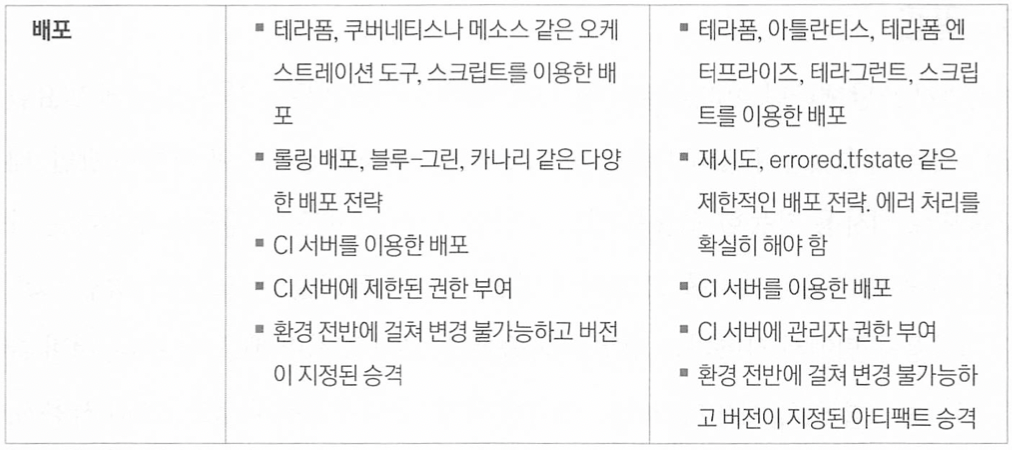 배포
▪ 테라폼, 쿠버네티스나 메소스 같은 오케
스트레이션 도구, 스크립트를 이용한 배
포
▪ 롤링 배포, 블루-그린, 카나리 같은 다양
한 배포 전략
▪ CI 서버를 이용한 배포
▪ CI 서버에 제한된 권한 부여
▪ 환경 전반에 걸쳐 변경 불가능하고 버전
이 지정된 승격
▪ 테라폼, 아틀란티스, 테라폼 엔
터프라이즈, 테라그런트, 스크립
트를 이용한 배포
▪ 재시도, errored.tfstate 같은
제한적인 배포 전략. 에러 처리를
확실히 해야 함
▪ CI 서버를 이용한 배포
▪ CI 서버에 관리자 권한 부여
▪ 환경 전반에 걸쳐 변경 불가능하
고 버전이 지정된 아티팩트 승격